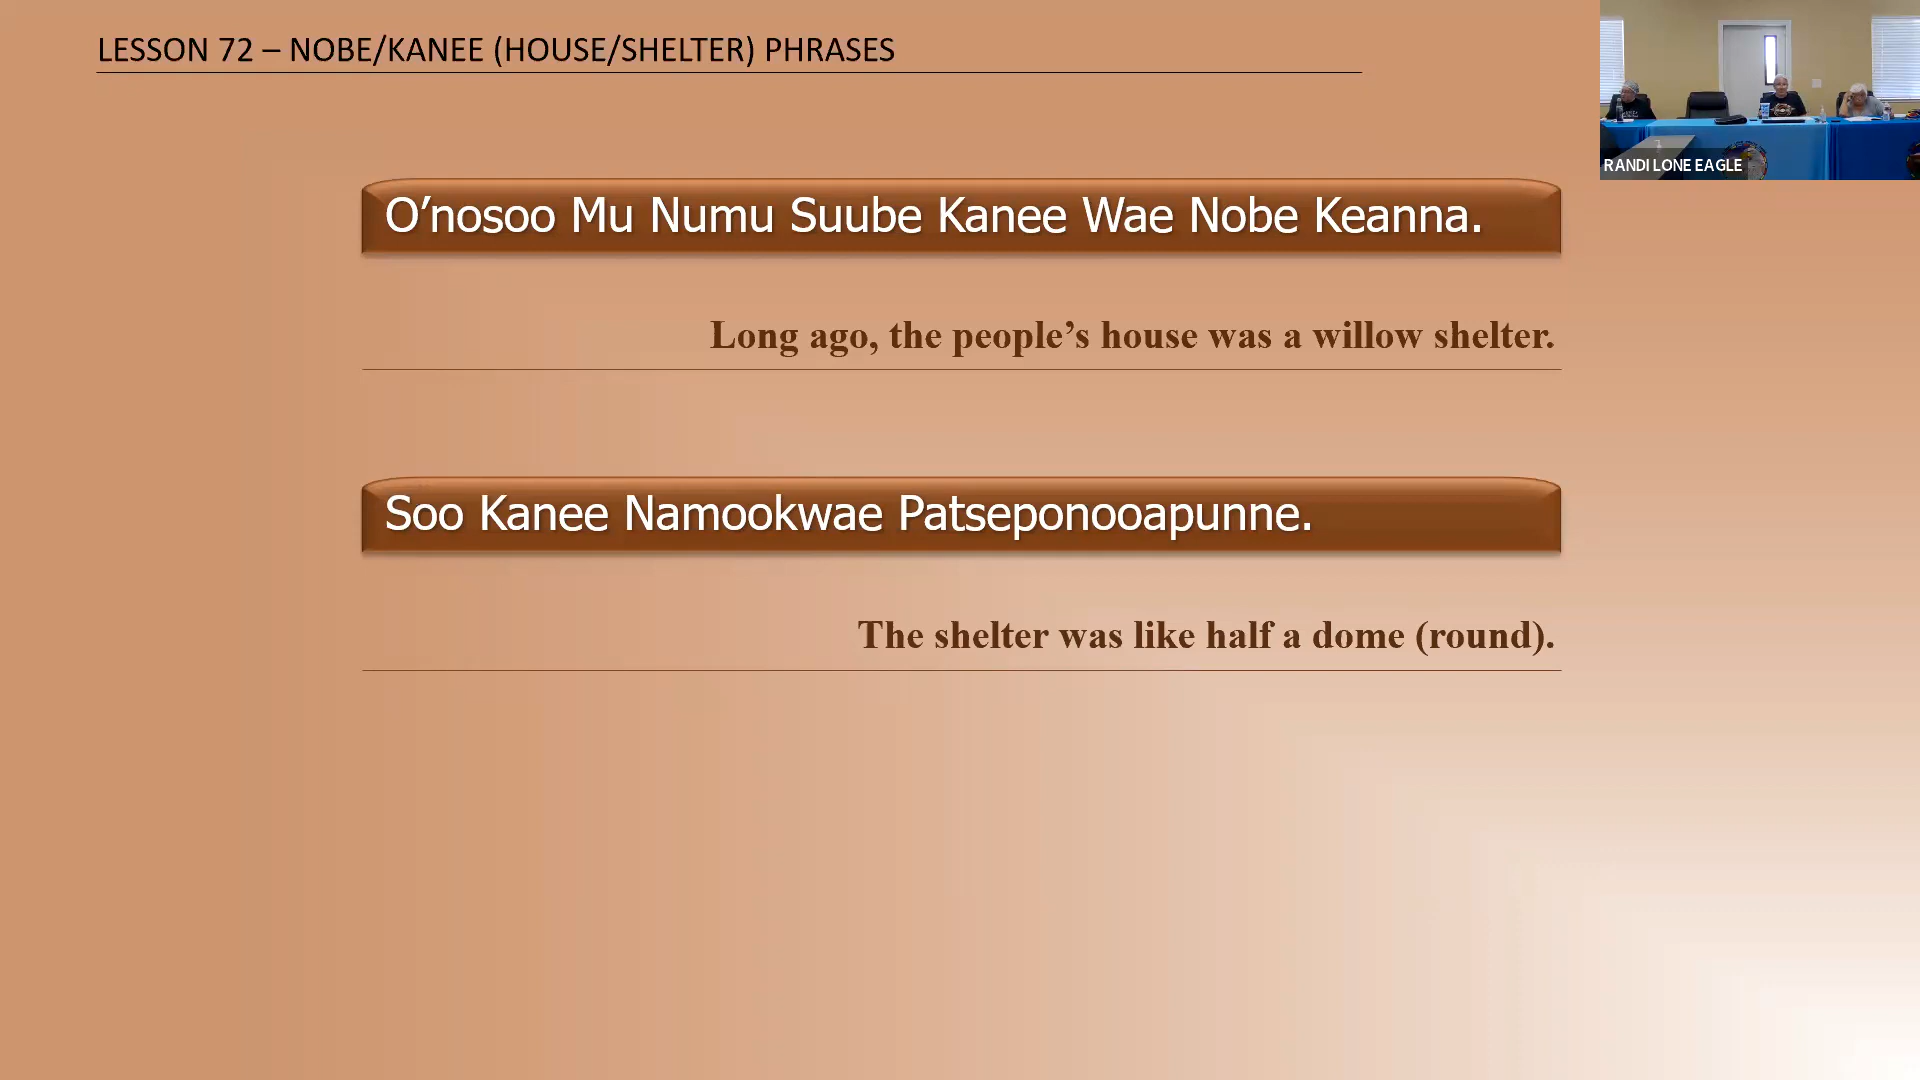 LESSON 72 – NOBE/KANEE (HOUSE/SHELTER) PHRASES
RANDI LONE EAGLE
O’nosoo Mu Numu Suube Kanee Wae Nobe Keanna.
Long ago, the people’s house was a willow shelter.
Soo Kanee Namookwae Patseponooapunne.
The shelter was like half a dome (round).